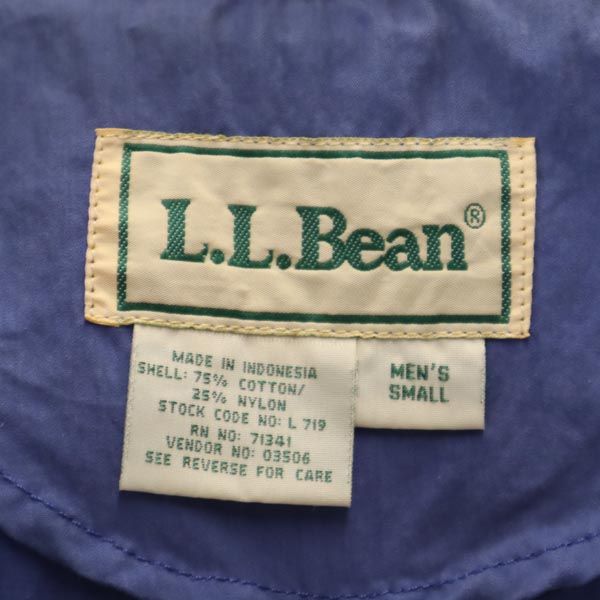 L.L.Bean®
MADE IN INDONESIA
SHELL: 75% COTTON/
25% NYLON
STOCK CODE NO: L 719
RN NO: 71341
VENDOR NO: 03506
SEE REVERSE FOR CARE
MEN'S
SMALL